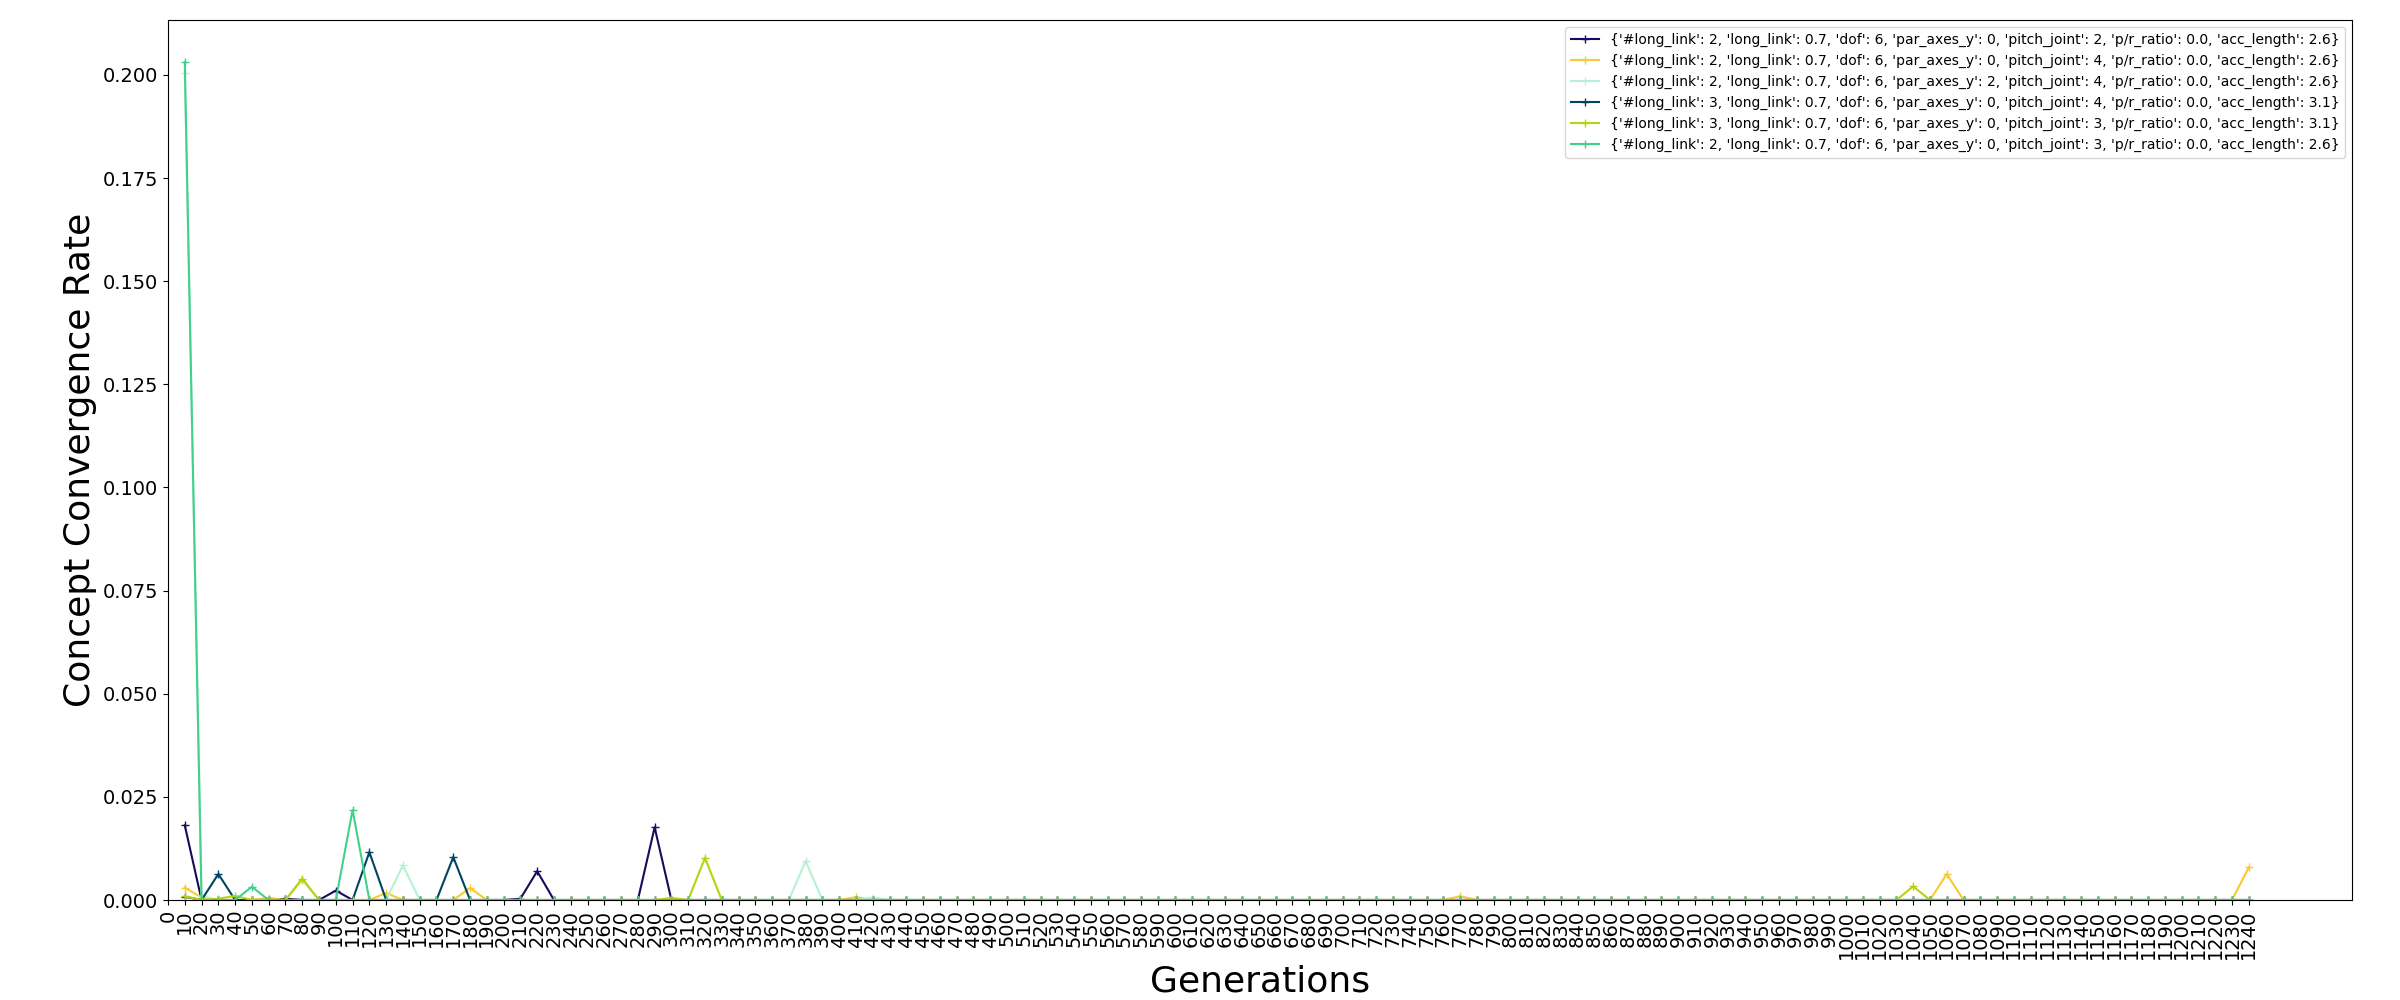 {'#long_link': 2, 'long_link': 0.7, 'dof': 6, 'par_axes_y': 0, 'pitch_joint': 2, 'p/r_ratio': 0.0, 'acc_length': 2.6}
{'#long_link': 2, 'long_link': 0.7, 'dof': 6, 'par_axes_y': 0, 'pitch_joint': 4, 'p/r_ratio': 0.0, 'acc_length': 2.6}
{'#long_link': 2, 'long_link': 0.7, 'dof': 6, 'par_axes_y': 2, 'pitch_joint': 4, 'p/r_ratio': 0.0, 'acc_length': 2.6}
{'#long_link': 3, 'long_link': 0.7, 'dof': 6, 'par_axes_y': 0, 'pitch_joint': 4, 'p/r_ratio': 0.0, 'acc_length': 3.1}
{'#long_link': 3, 'long_link': 0.7, 'dof': 6, 'par_axes_y': 0, 'pitch_joint': 3, 'p/r_ratio': 0.0, 'acc_length': 3.1}
{'#long_link': 2, 'long_link': 0.7, 'dof': 6, 'par_axes_y': 0, 'pitch_joint': 3, 'p/r_ratio': 0.0, 'acc_length': 2.6}
Concept Convergence Rate
0.200
0.175
0.150
0.125
0.100
0.075
0.050
0.025
0.000
0 10 20 30 40 50 60 70 80 90 100 110 120 130 140 150 160 170 180 190 200 210 220 230 240 250 260 270 280 290 300 310 320 330 340 350 360 370 380 390 400 410 420 430 440 450 460 470 480 490 500 510 520 530 540 550 560 570 580 590 600 610 620 630 640 650 660 670 680 690 700 710 720 730 740 750 760 770 780 790 800 810 820 830 840 850 860 870 880 890 900 910 920 930 940 950 960 970 980 990 1000 1010 1020 1030 1040 1050 1060 1070 1080 1090 1100 1110 1120 1130 1140 1150 1160 1170 1180 1190 1200 1210 1220 1230 1240
Generations